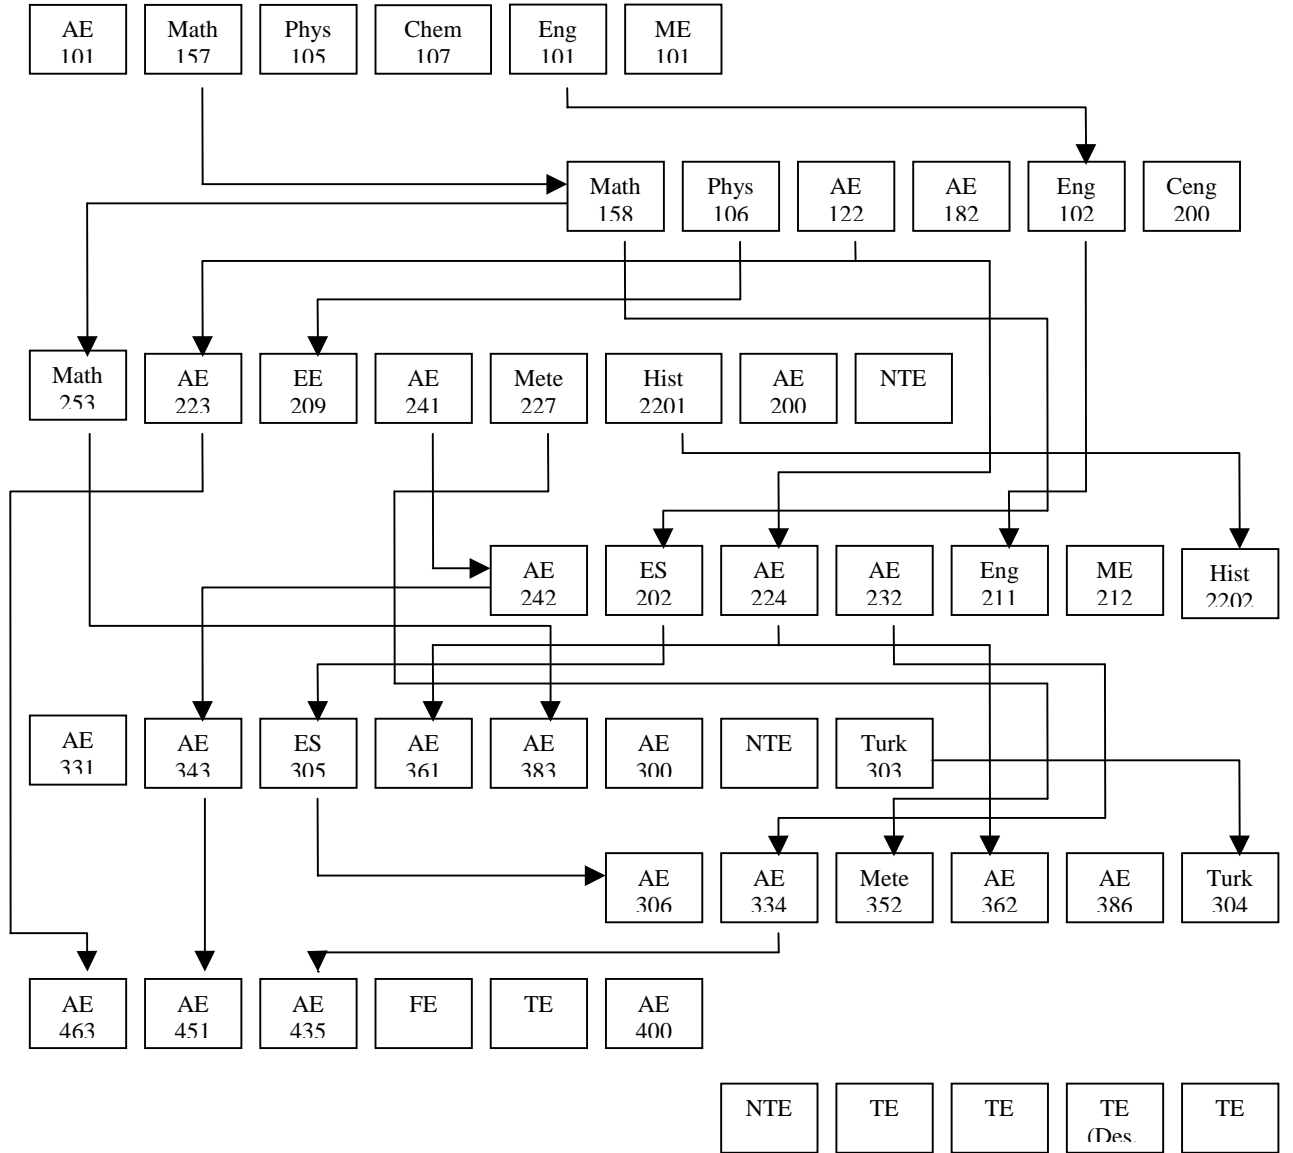 AE
101
Math
157
Phys
105
Chem
107
Eng
101
ME
101
Math
158
Phys
106
AE
122
AE
182
Eng
102
Ceng
200
Math
253
AE
223
EE
209
AE
241
Mete
227
Hist
2201
AE
200
NTE
AE
242
ES
202
AE
224
AE
232
Eng
211
ME
212
Hist
2202
AE
331
AE
343
ES
305
AE
361
AE
383
AE
300
NTE
Turk
303
AE
306
AE
334
Mete
352
AE
362
AE
386
Turk
304
AE
463
AE
451
AE
435
FE
TE
AE
400
NTE
TE
TE
TE
(Des.
TE